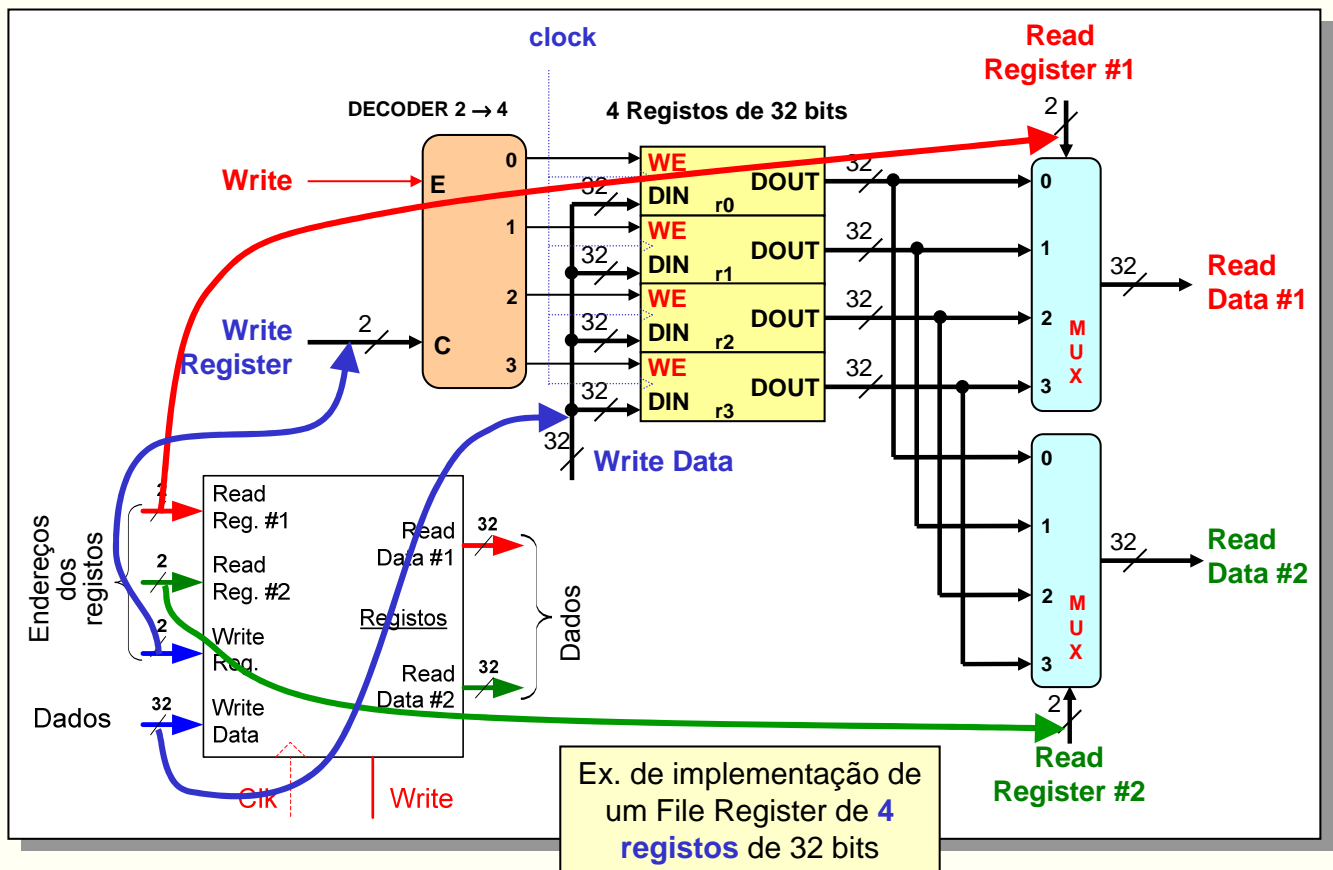 clock
Read
Register #1
DECODER 2 → 4
4 Registos de 32 bits
2
Write
E
0
1
2
3
C
Write
Register
2
WE
DIN
DOUT
r0
32
32
WE
DIN
DOUT
r1
32
32
WE
DIN
DOUT
r2
32
32
WE
DIN
DOUT
r3
32
32
32
Write Data
0
1
2
3
M
U
X
32
Read
Data #1
0
1
2
3
M
U
X
32
Read
Data #2
2
Read
Register #2
Endereços
dos
registos
2
Read
Reg. #1
2
Read
Reg. #2
2
Write
Reg.
Dados
32
Write
Data
Read
Data #1
32
Registos
Read
Data #2
32
Dados
Clk
Write
Ex. de implementação de
um File Register de 4
registos de 32 bits